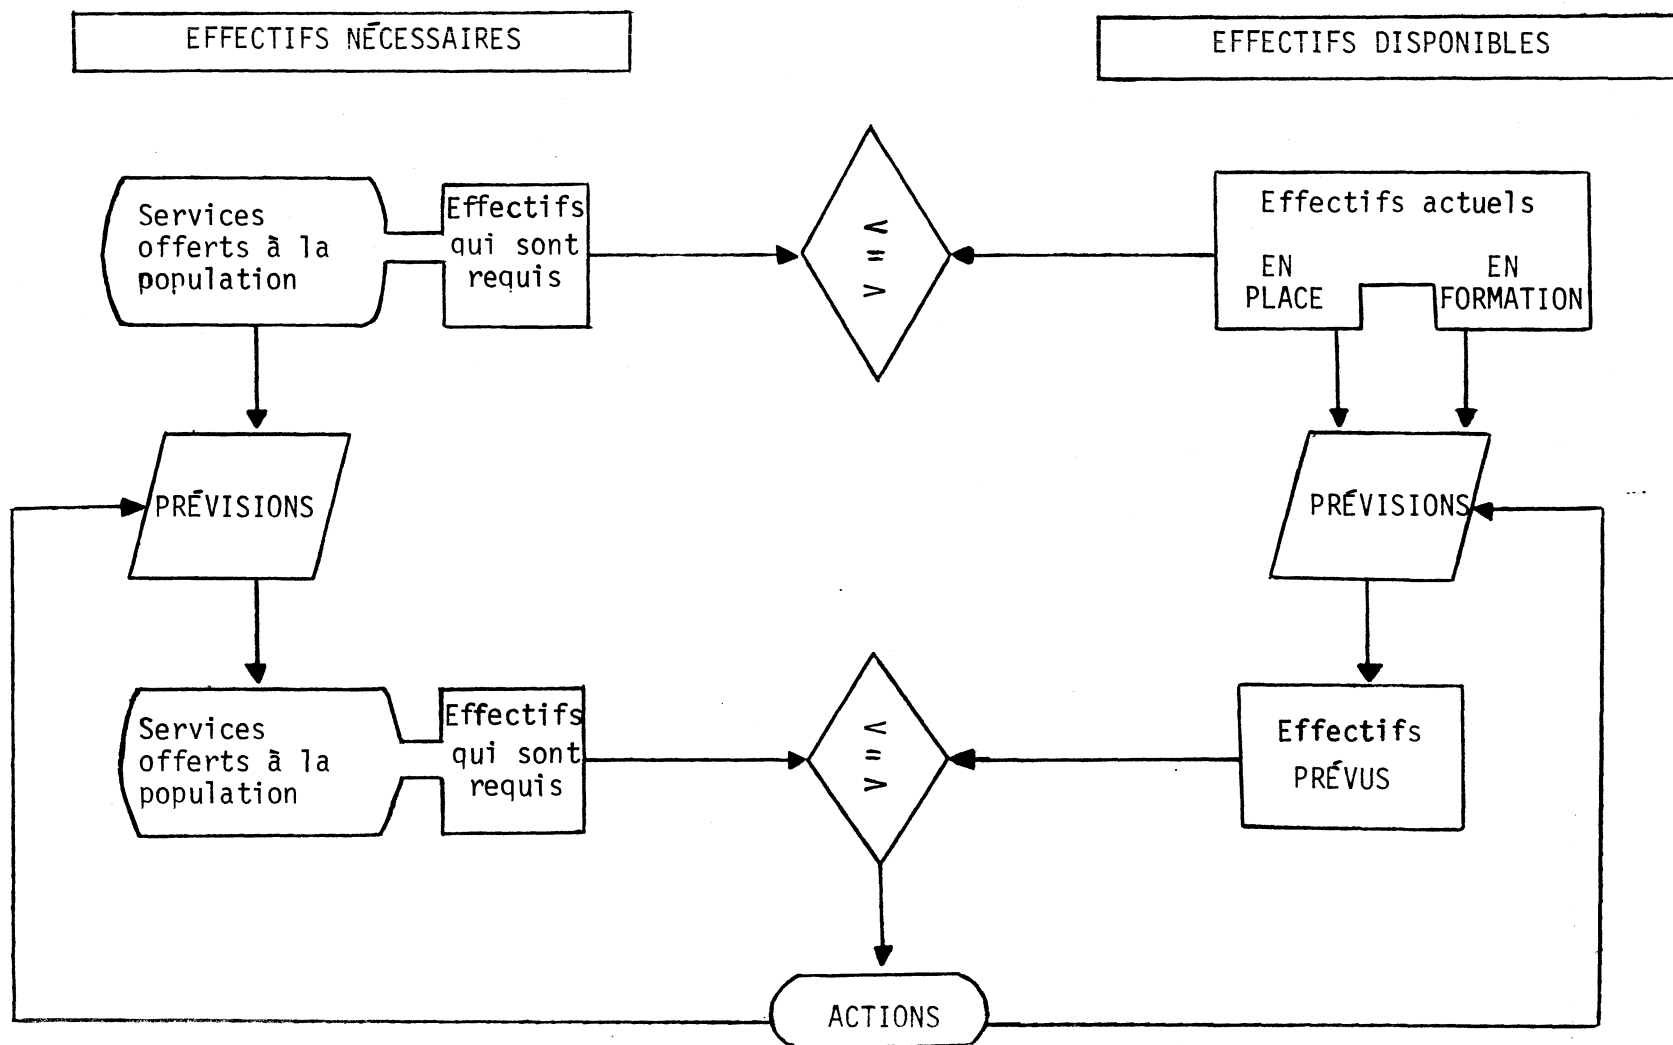 EFFECTIFS NÉCESSAIRES
EFFECTIFS DISPONIBLES
Services
offerts à la
population
Effectifs
qui sont
requis
<
=
>
Effectifs actuels
EN
PLACE
EN
FORMATION
PRÉVISIONS
PRÉVISIONS
Services
offerts à la
population
Effectifs
qui sont
requis
<
=
>
Effectifs
PRÉVUS
ACTIONS